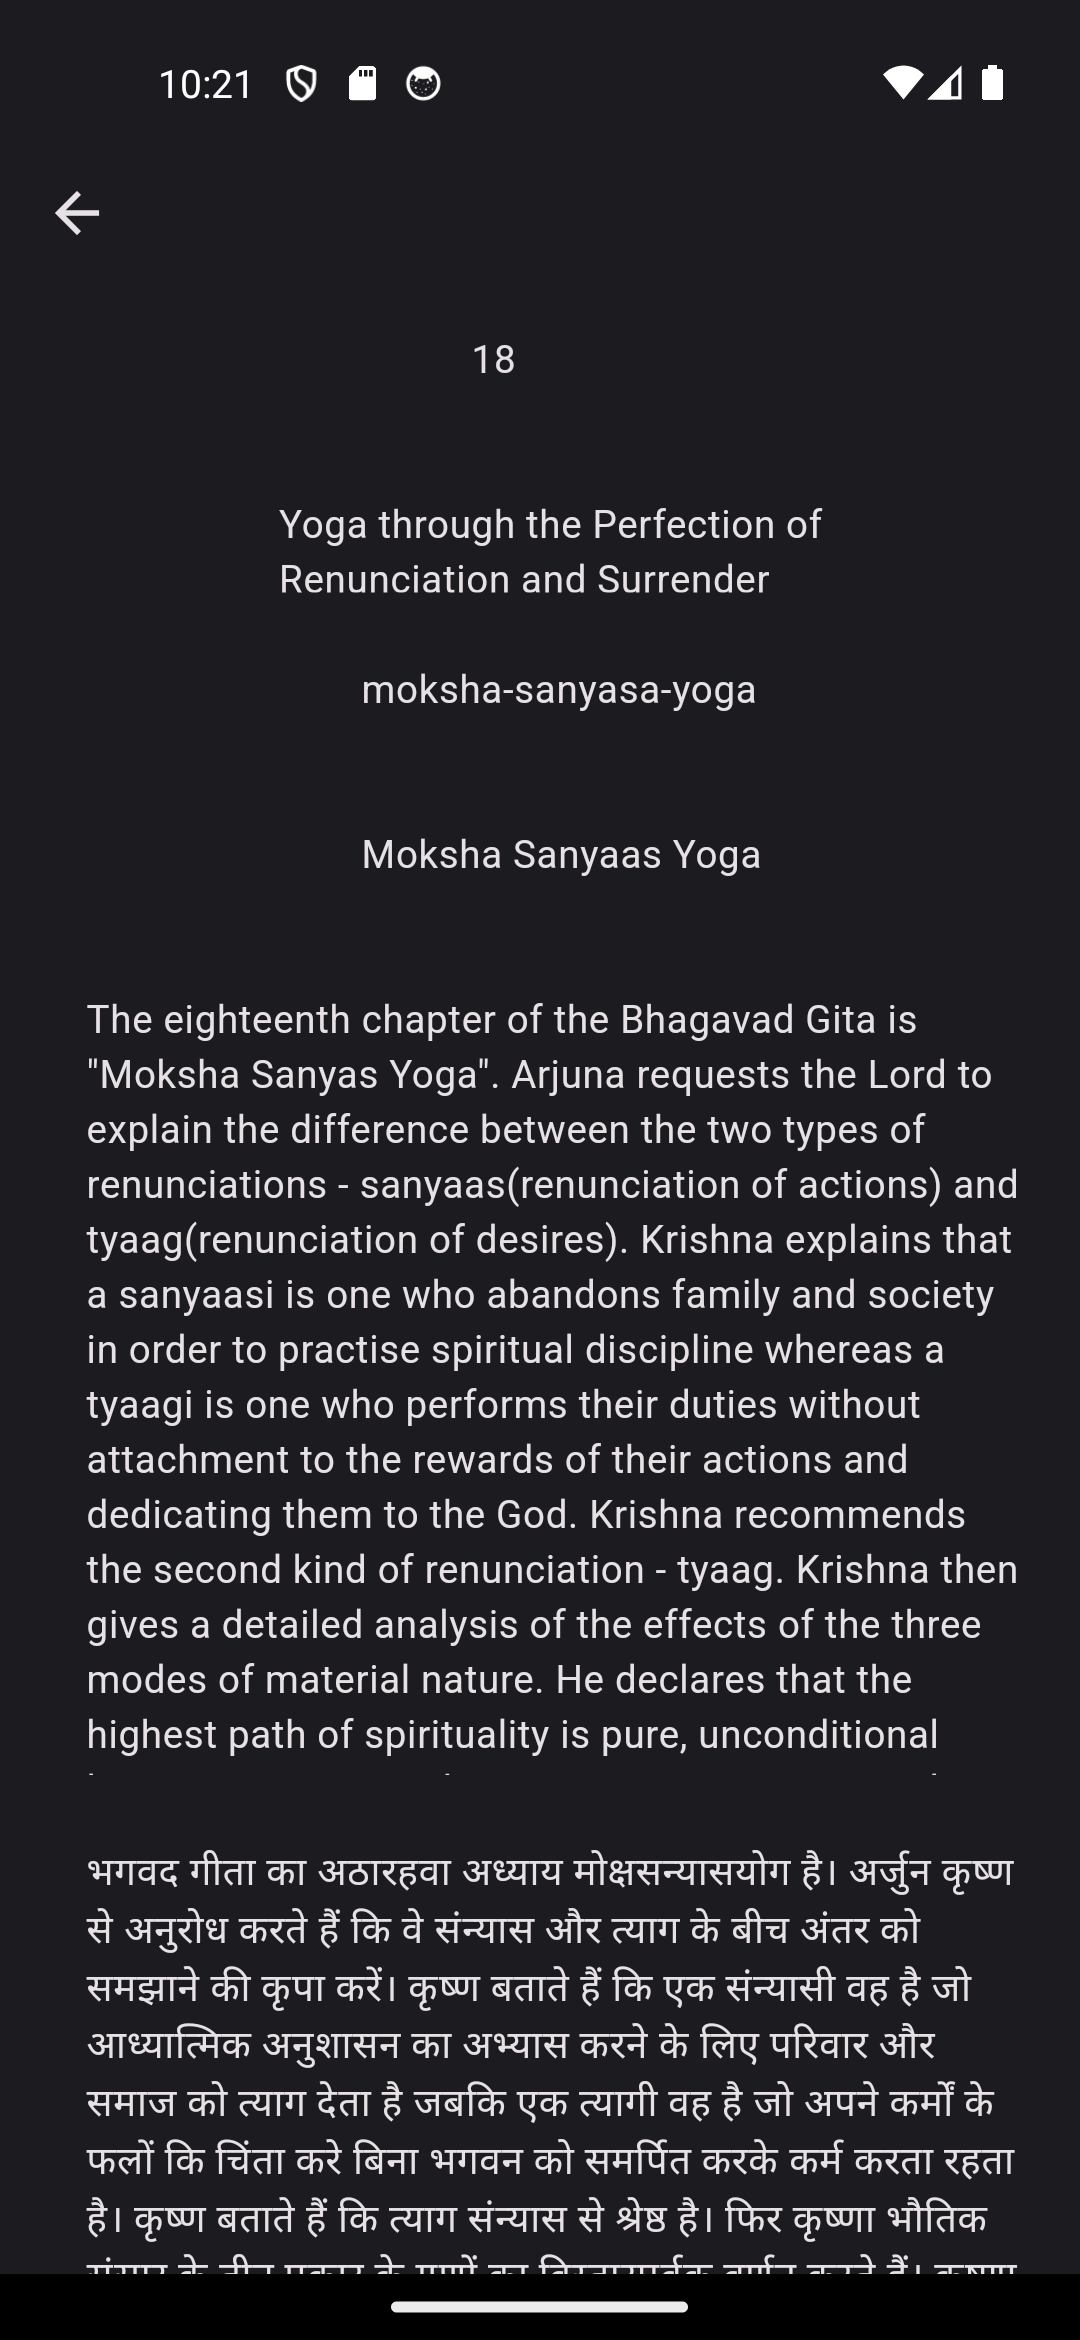 10:21
18
Yoga through the Perfection of
Renunciation and Surrender
moksha-sanyasa-yoga
Moksha Sanyaas Yoga
The eighteenth chapter of the Bhagavad Gita is
"Moksha Sanyas Yoga". Arjuna requests the Lord to
explain the difference between the two types of
renunciations - sanyaas(renunciation of actions) and
tyaag(renunciation of desires). Krishna explains that
a sanyaasi is one who abandons family and society
in order to practise spiritual discipline whereas a
tyaagi is one who performs their duties without
attachment to the rewards of their actions and
dedicating them to the God. Krishna recommends
the second kind of renunciation - tyaag. Krishna then
gives a detailed analysis of the effects of the three
modes of material nature. He declares that the
highest path of spirituality is pure, unconditional
भगवद गीता का अठारहवा अध्याय मोक्षसन्यासयोग है। अर्जुन कृष्ण
से अनुरोध करते हैं कि वे संन्यास और त्याग के बीच अंतर को
समझाने की कृपा करें। कृष्ण बताते हैं कि एक संन्यासी वह है जो
आध्यात्मिक अनुशासन का अभ्यास करने के लिए परिवार और
समाज को त्याग देता है जबकि एक त्यागी वह है जो अपने कर्मों के
फलों कि चिंता करे बिना भगवन को समर्पित करके कर्म करता रहता
है। कृष्ण बताते हैं कि त्याग संन्यास से श्रेष्ठ है। फिर कृष्णा भौतिक